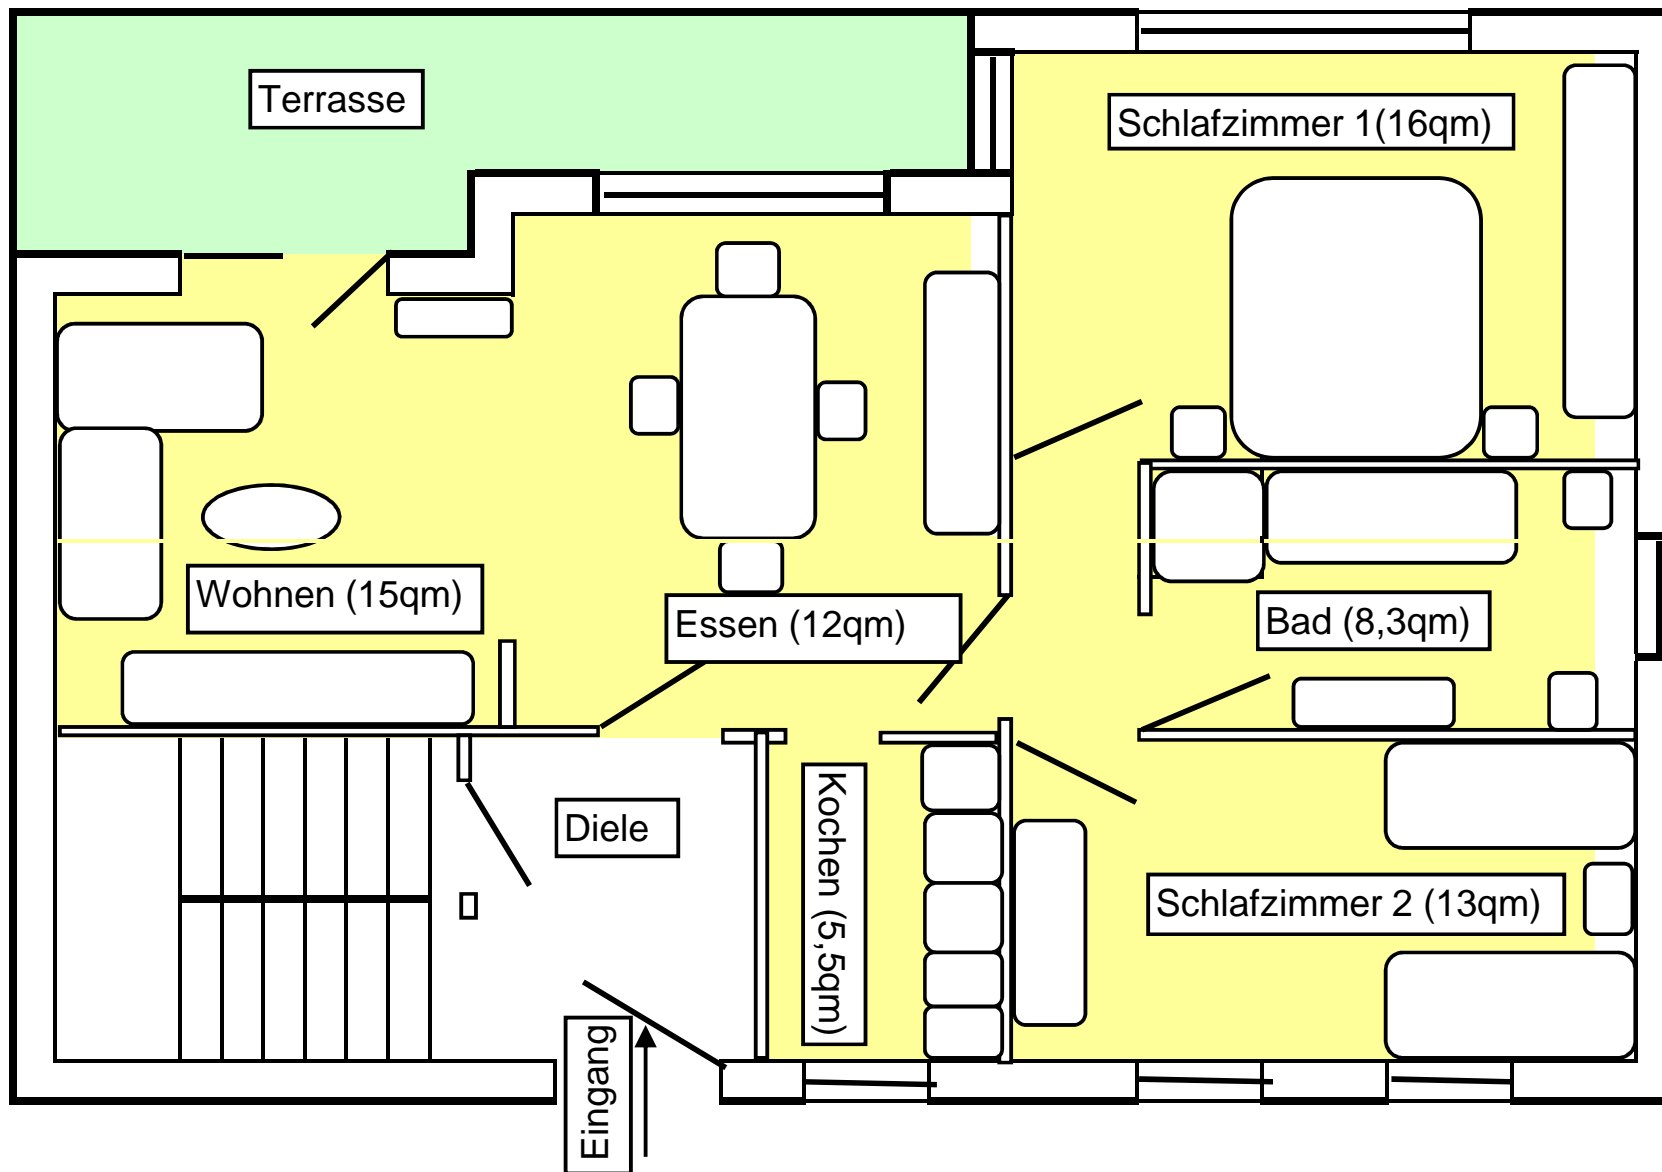 Terrasse
Schlafzimmer 1(16qm)
Wohnen (15qm)
Essen (12qm)
Bad (8,3qm)
Diele
Kochen (5,5qm)
Schlafzimmer 2 (13qm)
Eingang